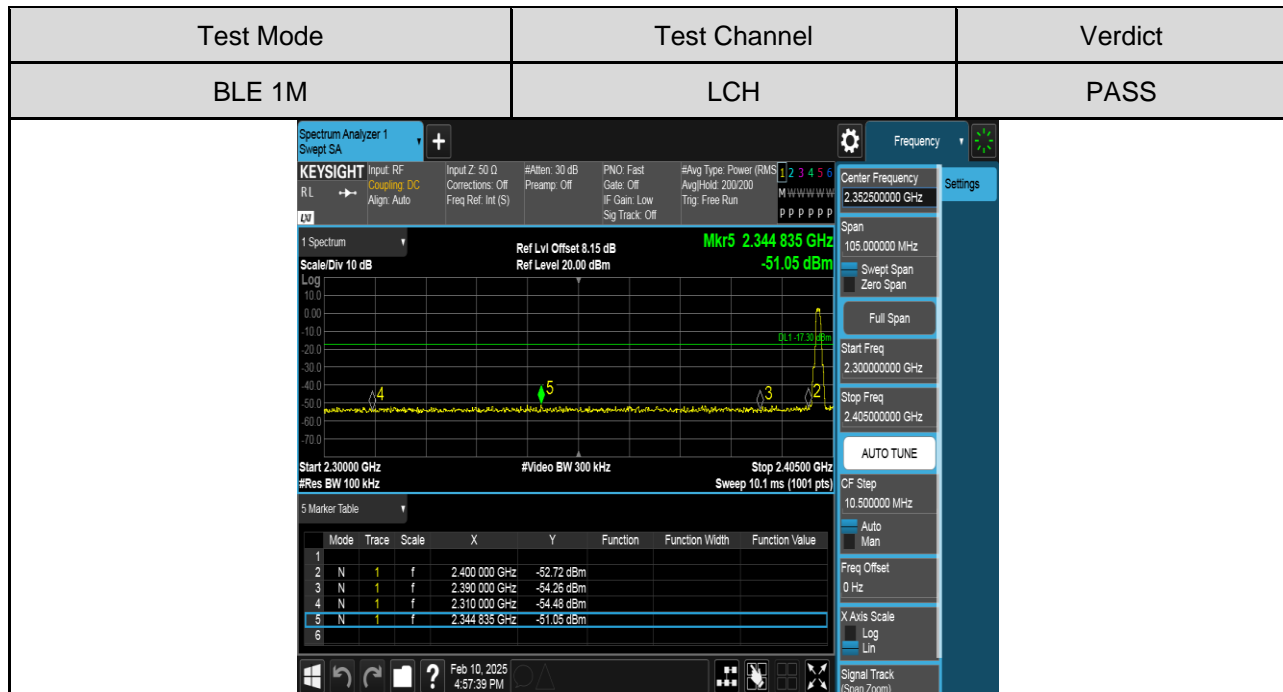 Test Mode Test Channel Verdict
BLE 1M LCH PASS
Spectrum Analyzer 1
Swept SA
+
Frequency
KEYSIGHT
RL
LXI
Input: RF
Coupling: DC
Align: Auto
Input Z: 50 Ω
Corrections: Off
Freq Ref: Int (S)
#Atten: 30 dB
Preamp: Off
PNO: Fast
Gate: Off
IF Gain: Low
Sig Track: Off
#Avg Type: Power (RMS
Avg|Hold: 200/200
Trig: Free Run
1 2 3 4 5 6
M W W W W W
P P P P P P
1 Spectrum
Scale/Div 10 dB
Ref Lvl Offset 8.15 dB
Ref Level 20.00 dBm
Mkr5 2.344 835 GHz
-51.05 dBm
Log
10.0
0.00
-10.0
-20.0
-30.0
-40.0
-50.0
-60.0
-70.0
DL1 -17.30 dBm
4
5
3
2
Start 2.30000 GHz
#Res BW 100 kHz
#Video BW 300 kHz
Stop 2.40500 GHz
Sweep 10.1 ms (1001 pts)
5 Marker Table
Mode Trace Scale X Y Function Function Width Function Value
1
2 N 1 f 2.400 000 GHz -52.72 dBm
3 N 1 f 2.390 000 GHz -54.26 dBm
4 N 1 f 2.310 000 GHz -54.48 dBm
5 N 1 f 2.344 835 GHz -51.05 dBm
6
?
Feb 10, 2025
4:57:39 PM
Center Frequency
2.352500000 GHz
Settings
Span
105.000000 MHz
Swept Span
Zero Span
Full Span
Start Freq
2.300000000 GHz
Stop Freq
2.405000000 GHz
AUTO TUNE
CF Step
10.500000 MHz
Auto
Man
Freq Offset
0 Hz
X Axis Scale
Log
Lin
Signal Track
(Span Zoom)